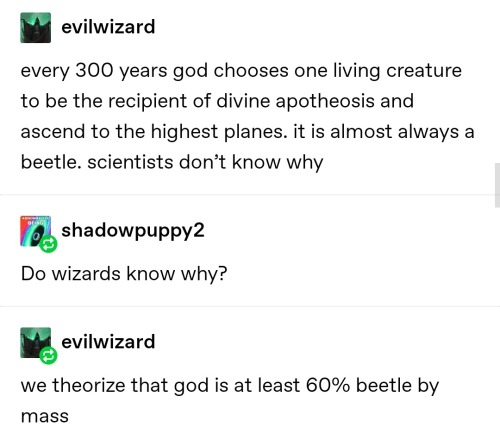 evilwizard
every 300 years god chooses one living creature
to be the recipient of divine apotheosis and
ascend to the highest planes. it is almost always a
beetle. scientists don’t know why
shadowpuppy2
Do wizards know why?
evilwizard
we theorize that god is at least 60% beetle by
mass